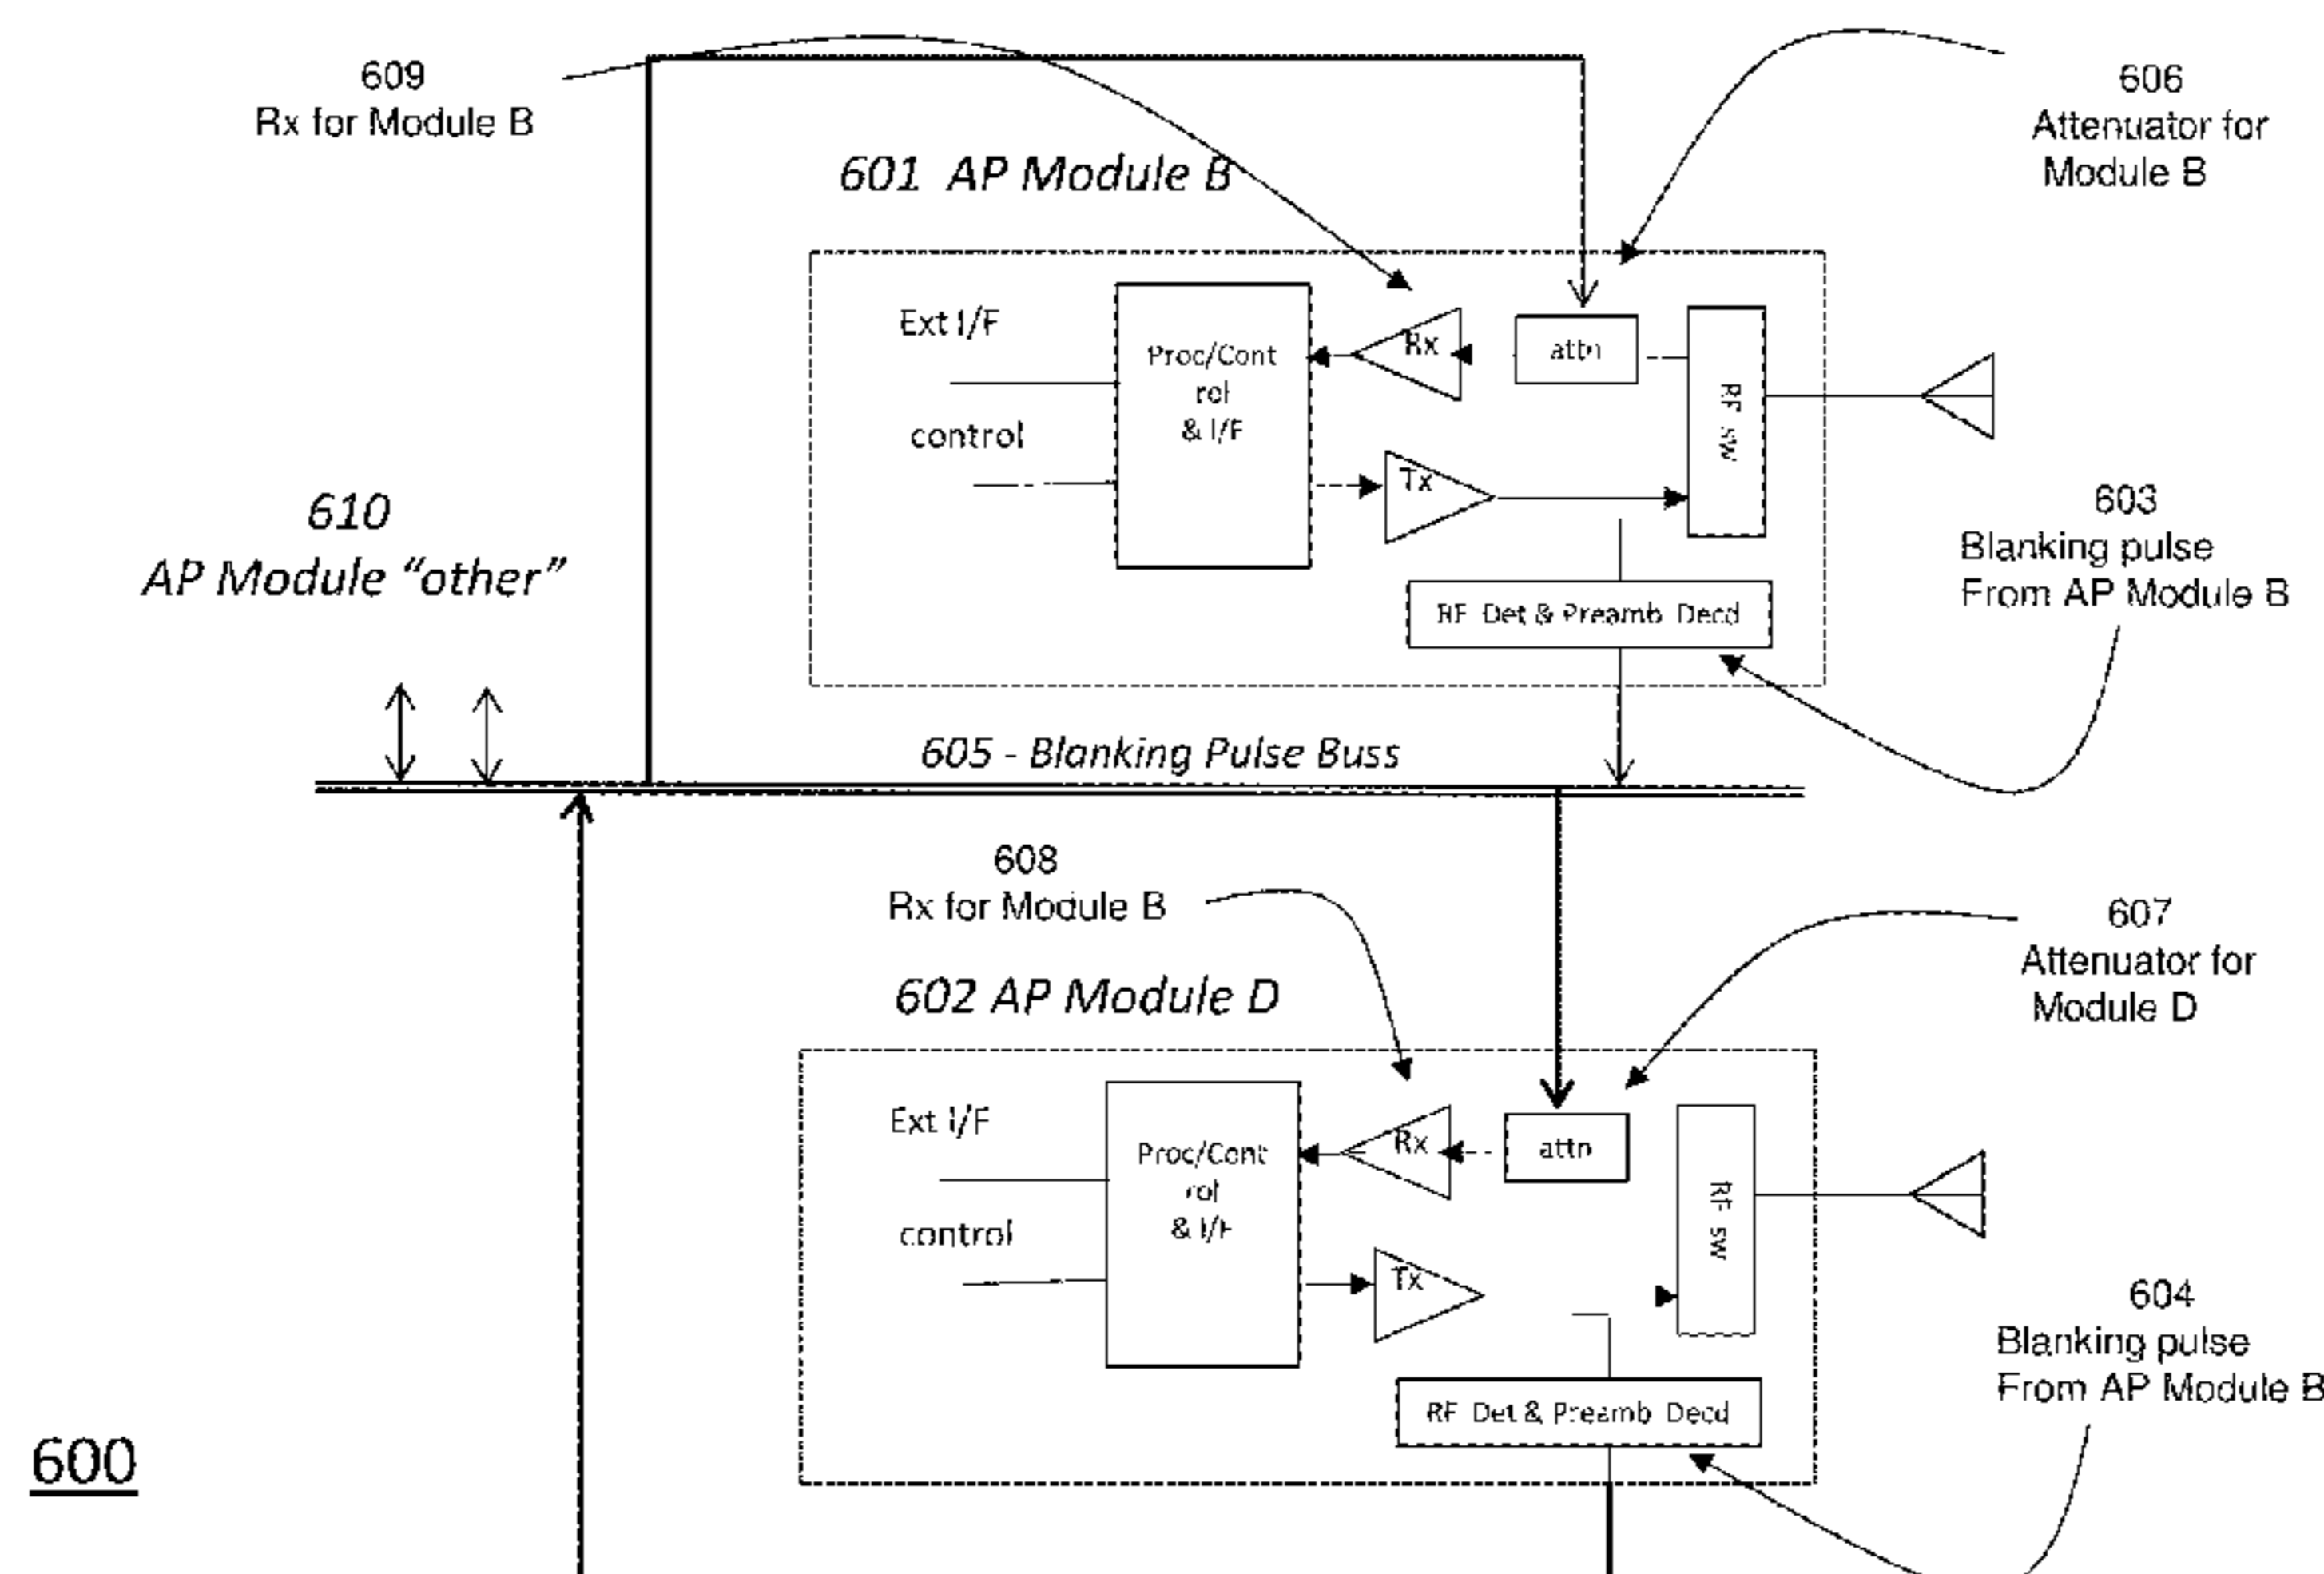 609
Rx for Module B
606
Attenuator for
Module B
601 AP Module B
Ext I/F
control
Proc/Cont
rol
& I/F
Rx
attn
RF sw
Tx
RF Det & Preamb Decd
603
Blanking pulse
From AP Module B
610
AP Module “other”
605 - Blanking Pulse Buss
608
Rx for Module B
607
Attenuator for
Module D
602 AP Module D
Ext I/F
control
Proc/Cont
rol
& I/F
Rx
attn
RF sw
Tx
RF Det & Preamb Decd
604
Blanking pulse
From AP Module B
600